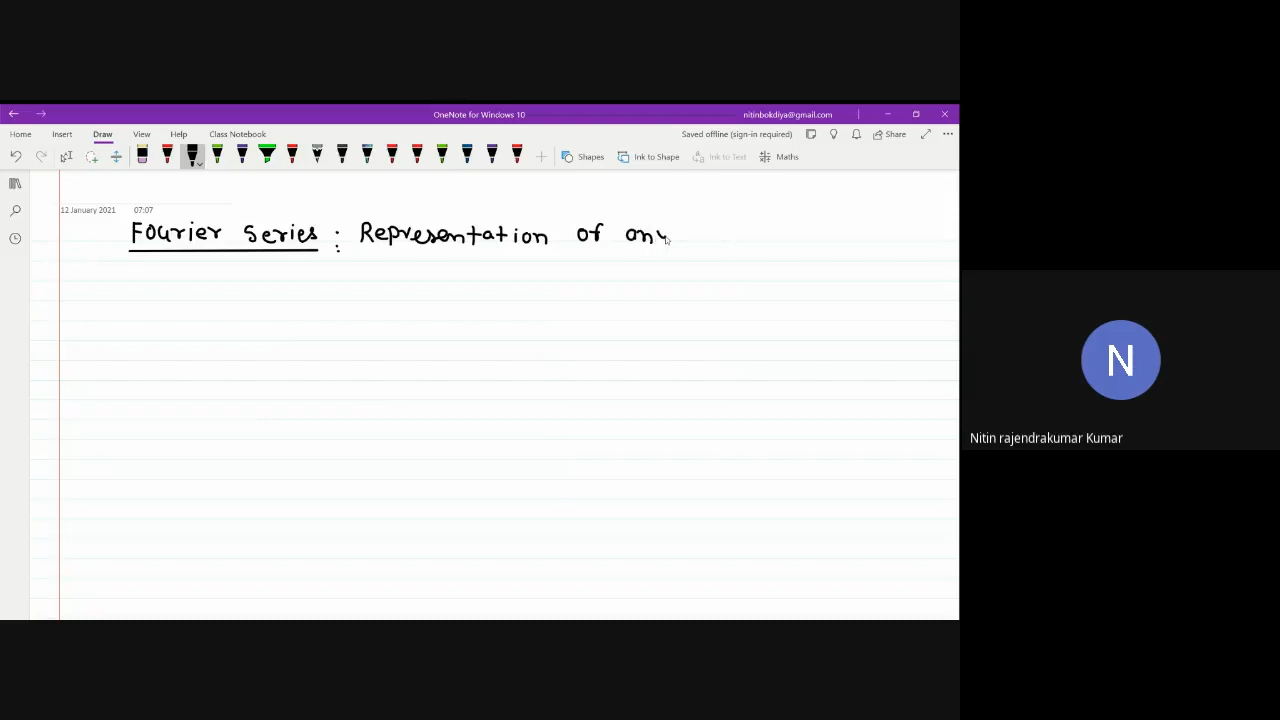 OneNote for Windows 10
nitinbokdiya@gmail.com
Home Insert Draw View Help Class Notebook
Saved offline (sign-in required)
Share
Shapes
Ink to Shape
Ink to Text
Maths
12 January 2021 07:07
Fourier Series : Representation of any
N
Nitin rajendrakumar Kumar